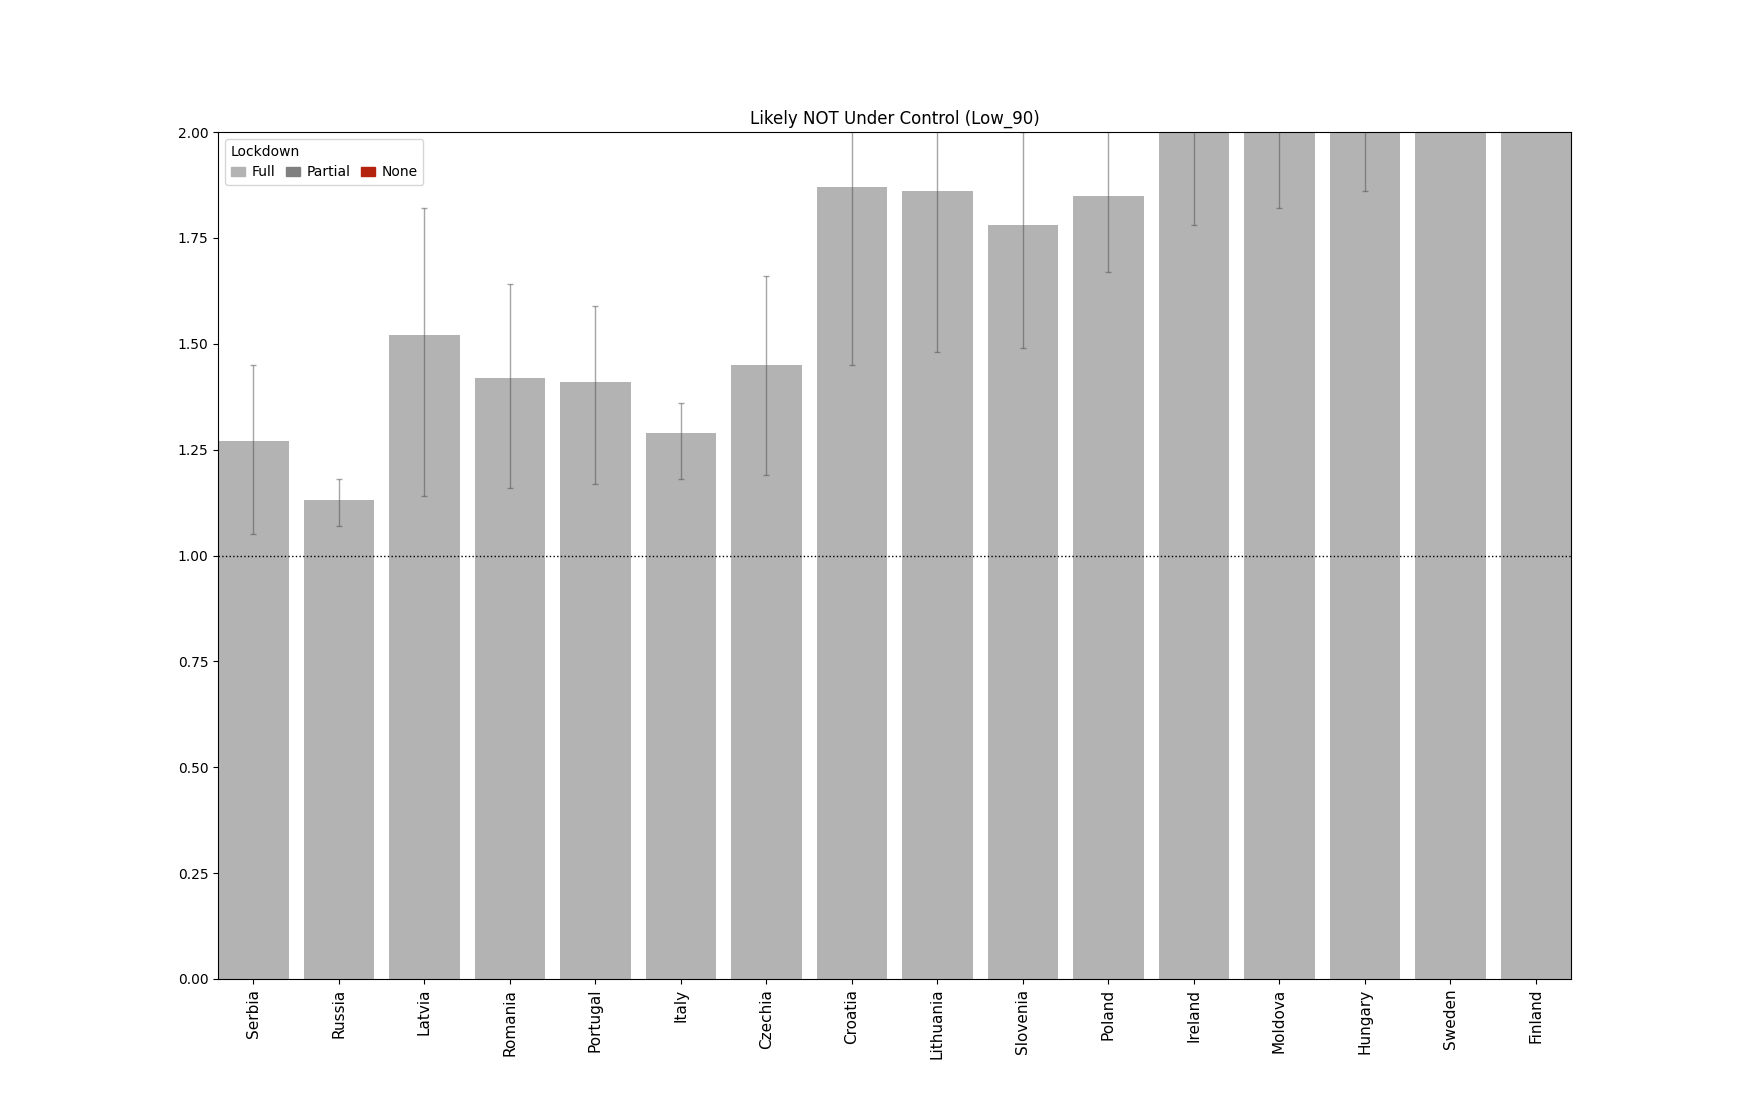 Likely NOT Under Control (Low_90)
Lockdown
Full Partial None
2.00
1.75
1.50
1.25
1.00
0.75
0.50
0.25
0.00
Serbia
Russia
Latvia
Romania
Portugal
Italy
Czechia
Croatia
Lithuania
Slovenia
Poland
Ireland
Moldova
Hungary
Sweden
Finland